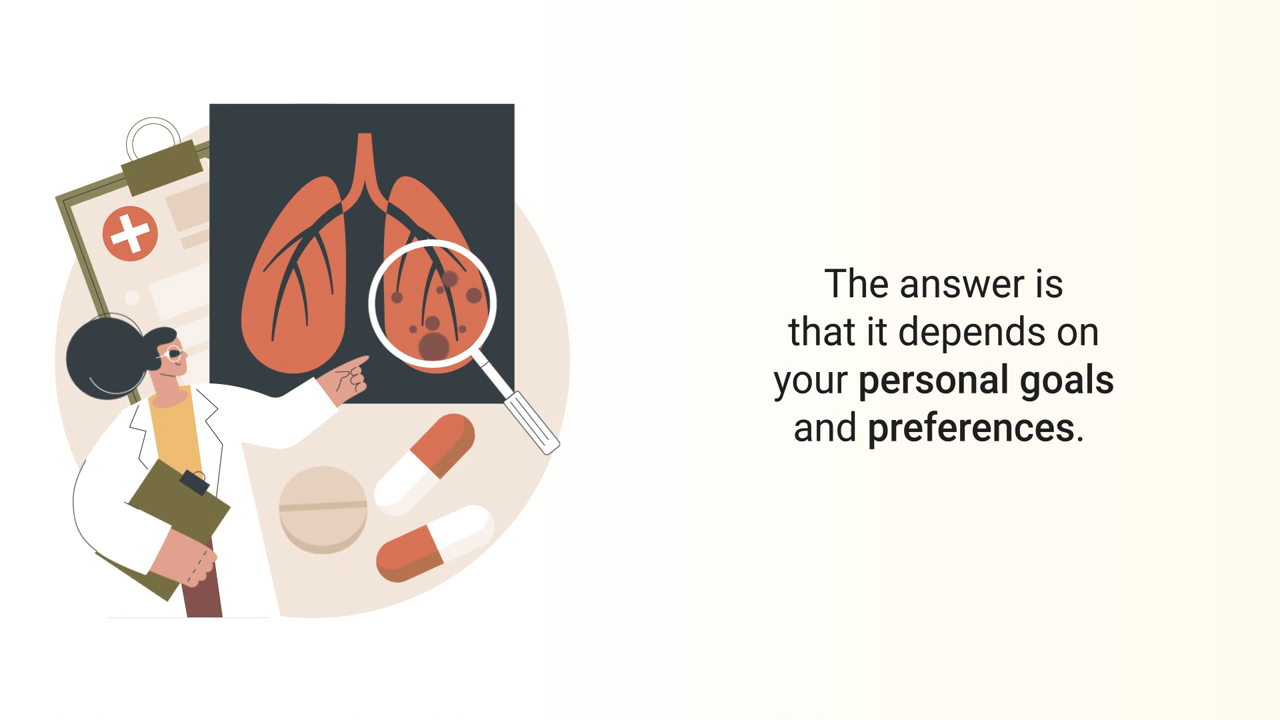 The answer is
that it depends on
your personal goals
and preferences.